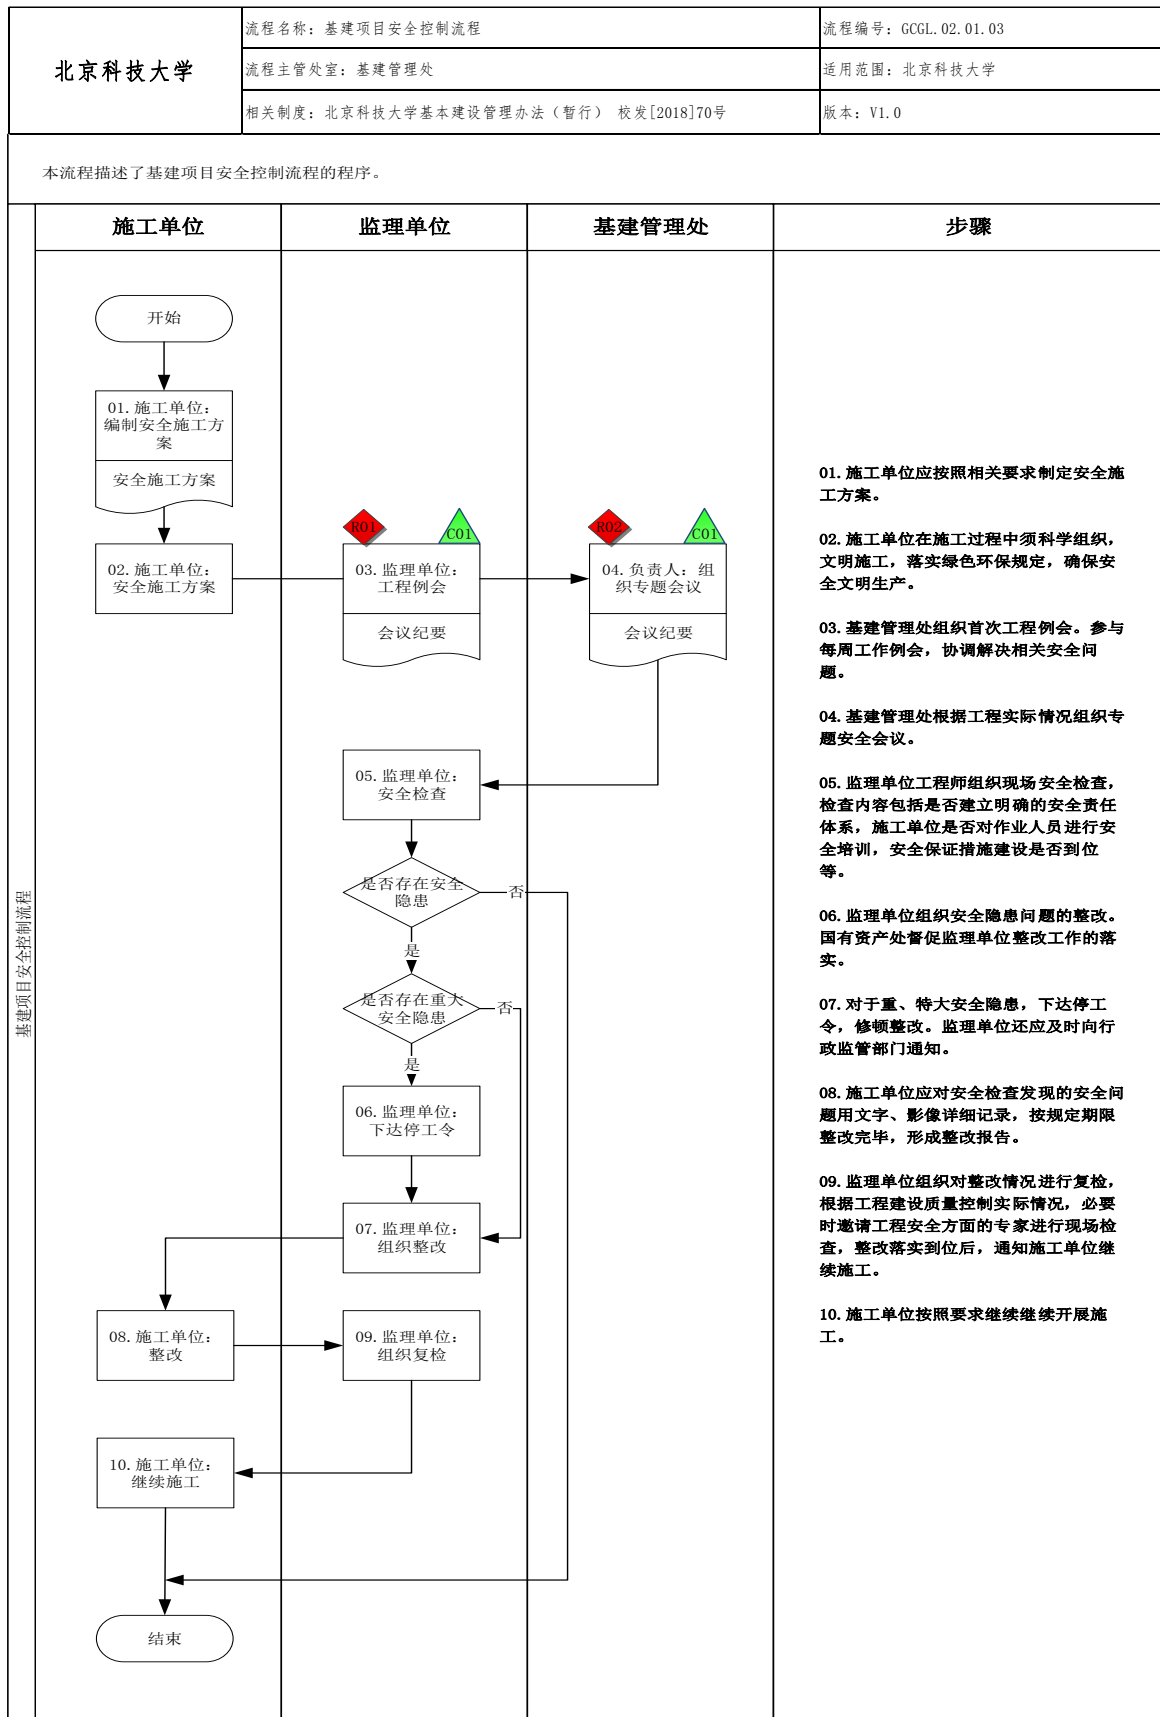 北京科技大学
流程名称：基建项目安全控制流程
流程编号：GCGL.02.01.03
流程主管处室：基建管理处
适用范围：北京科技大学
相关制度：北京科技大学基本建设管理办法（暂行） 校发[2018]70号
版本：V1.0
本流程描述了基建项目安全控制流程的程序。
施工单位
监理单位
基建管理处
步骤
基建项目安全控制流程
开始
01.施工单位：
编制安全施工方
案
安全施工方案
02.施工单位：
安全施工方案
R01
C01
03.监理单位：
工程例会
会议纪要
R02
C01
04.负责人：组
织专题会议
会议纪要
05.监理单位：
安全检查
是否存在安全
隐患
否
是
是否存在重大
安全隐患
否
是
06.监理单位：
下达停工令
07.监理单位：
组织整改
08.施工单位：
整改
09.监理单位：
组织复检
10.施工单位：
继续施工
结束
01.施工单位应按照相关要求制定安全施
工方案。
02.施工单位在施工过程中须科学组织，
文明施工，落实绿色环保规定，确保安
全文明生产。
03.基建管理处组织首次工程例会。参与
每周工作例会，协调解决相关安全问
题。
04.基建管理处根据工程实际情况组织专
题安全会议。
05.监理单位工程师组织现场安全检查，
检查内容包括是否建立明确的安全责任
体系，施工单位是否对作业人员进行安
全培训，安全保证措施建设是否到位
等。
06.监理单位组织安全隐患问题的整改。
国有资产处督促监理单位整改工作的落
实。
07.对于重、特大安全隐患，下达停工
令，修顿整改。监理单位还应及时向行
政监管部门通知。
08.施工单位应对安全检查发现的安全问
题用文字、影像详细记录，按规定期限
整改完毕，形成整改报告。
09.监理单位组织对整改情况进行复检，
根据工程建设质量控制实际情况，必要
时邀请工程安全方面的专家进行现场检
查，整改落实到位后，通知施工单位继
续施工。
10.施工单位按照要求继续继续开展施
工。